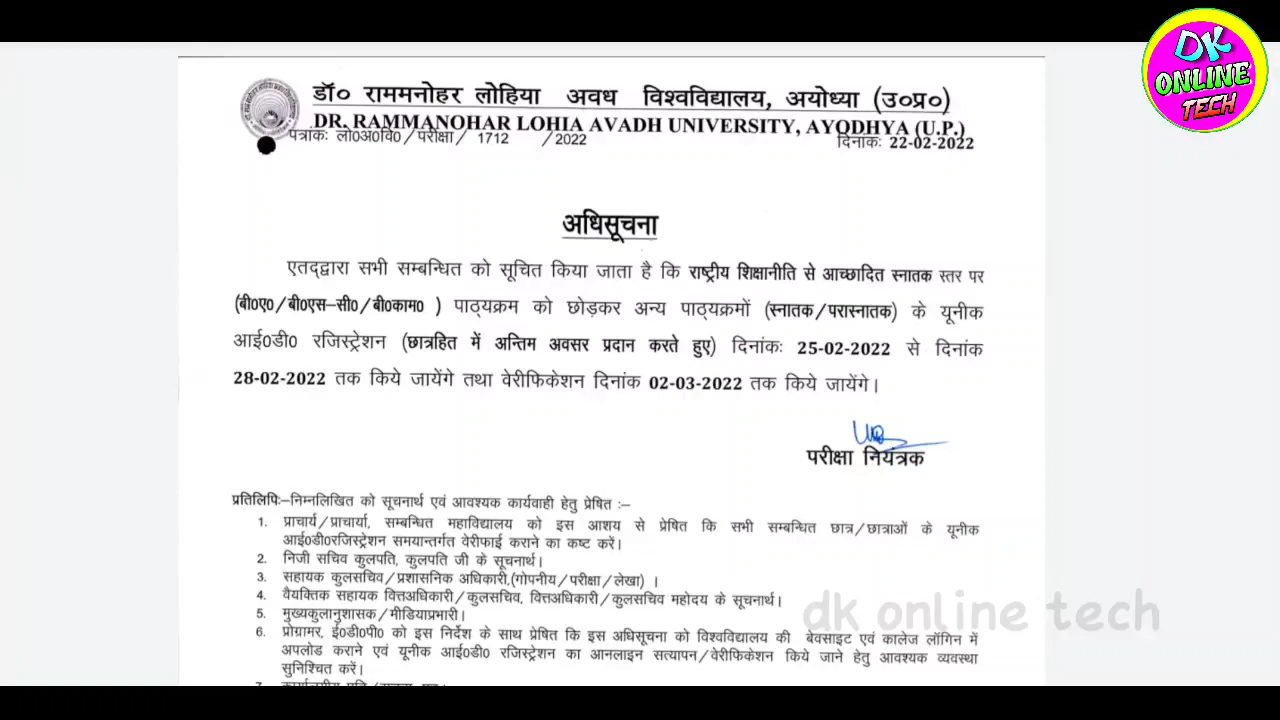 DK
ONLINE
TECH
डॉ० राममनोहर लोहिया अवध विश्वविद्यालय, अयोध्या (उ०प्र०)
DR. RAMMANOHAR LOHIA AVADH UNIVERSITY, AYODHYA (U.P.)
पत्रांकः लो०अ०वि०/परीक्षा/ 1712 /2022 दिनांकः 22-02-2022
अधिसूचना
एतद्द्वारा सभी सम्बन्धित को सूचित किया जाता है कि राष्ट्रीय शिक्षानीति से आच्छादित स्नातक स्तर पर
(बी०ए०/बी०एस–सी०/बी०काम० ) पाठ्यक्रम को छोड़कर अन्य पाठ्यक्रमों (स्नातक/परास्नातक) के यूनीक
आई०डी० रजिस्ट्रेशन (छात्रहित में अन्तिम अवसर प्रदान करते हुए) दिनांकः 25-02-2022 से दिनांक
28-02-2022 तक किये जायेंगे तथा वेरीफिकेशन दिनांक 02-03-2022 तक किये जायेंगे।
परीक्षा नियंत्रक
प्रतिलिपिः–निम्नलिखित को सूचनार्थ एवं आवश्यक कार्यवाही हेतु प्रेषित :–
1. प्राचार्य/प्राचार्या, सम्बन्धित महाविद्यालय को इस आशय से प्रेषित कि सभी सम्बन्धित छात्र/छात्राओं के यूनीक
आई०डी०रजिस्ट्रेशन समयान्तर्गत वेरीफाई कराने का कष्ट करें।
2. निजी सचिव कुलपति, कुलपति जी के सूचनार्थ।
3. सहायक कुलसचिव/प्रशासनिक अधिकारी,(गोपनीय/परीक्षा/लेखा) ।
4. वैयक्तिक सहायक वित्तअधिकारी/कुलसचिव, वित्तअधिकारी/कुलसचिव महोदय के सूचनार्थ।
5. मुख्यकुलानुशासक/मीडियाप्रभारी।
6. प्रोग्रामर, ई०डी०पी० को इस निर्देश के साथ प्रेषित कि इस अधिसूचना को विश्वविद्यालय की बेवसाइट एवं कालेज लॉगिन में
अपलोड कराने एवं यूनीक आई०डी० रजिस्ट्रेशन का आनलाइन सत्यापन/वेरीफिकेशन किये जाने हेतु आवश्यक व्यवस्था
सुनिश्चित करें।
dk online tech